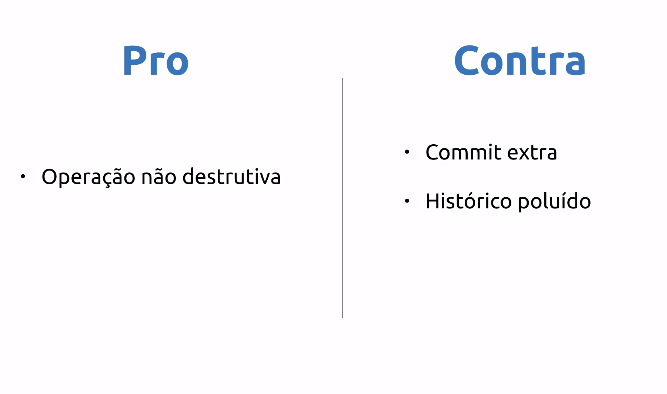 Pro
• Operação não destrutiva
Contra
• Commit extra
• Histórico poluído